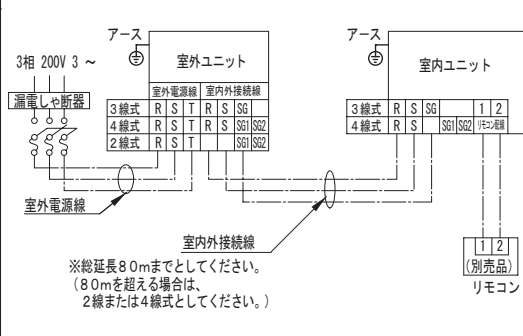 アース
3相 200V 3 ~
室外ユニット
漏電しゃ断器
室外電源線 室内外接続線
3線式 R S T R S SG
4線式 R S T R S SG1 SG2
2線式 R S T SG1 SG2
室外電源線
室内外接続線
※総延長80mまでとしてください。
(80mを超える場合は、
2線または4線式としてください。)
アース
室内ユニット
3線式 R S SG 1 2
4線式 R S SG1 SG2 リモコン配線
1 2
(別売品)
リモコン